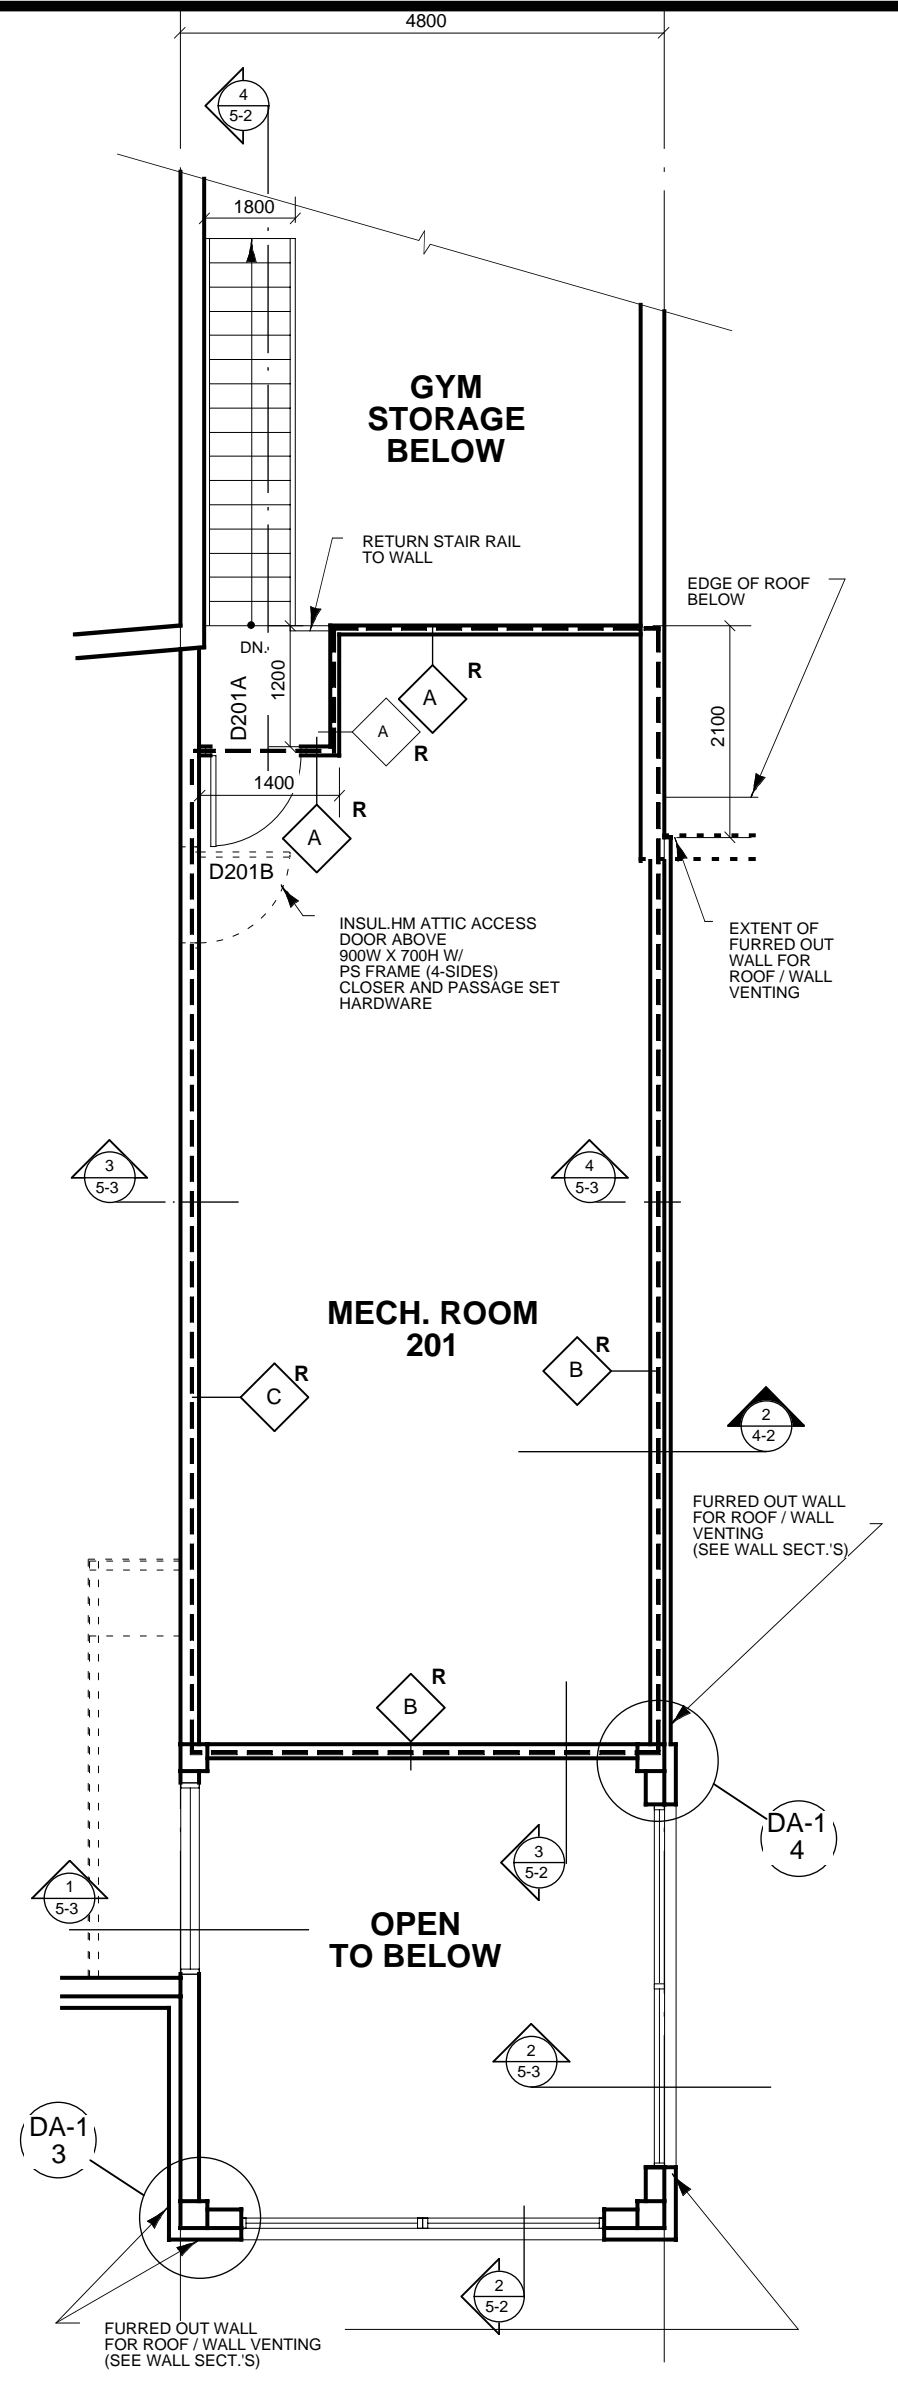 4800
4
5-2
1800
GYM
STORAGE
BELOW
RETURN STAIR RAIL
TO WALL
EDGE OF ROOF
BELOW
DN.
D201A
1200
A
R
A
R
2100
1400
A
R
D201B
INSUL.HM ATTIC ACCESS
DOOR ABOVE
900W X 700H W/
PS FRAME (4-SIDES)
CLOSER AND PASSAGE SET
HARDWARE
EXTENT OF
FURRED OUT
WALL FOR
ROOF / WALL
VENTING
3
5-3
4
5-3
MECH. ROOM
201
C
R
B
R
2
4-2
FURRED OUT WALL
FOR ROOF / WALL
VENTING
(SEE WALL SECT.'S)
B
R
DA-1
4
3
5-2
1
5-3
OPEN
TO BELOW
2
5-3
DA-1
3
2
5-2
FURRED OUT WALL
FOR ROOF / WALL VENTING
(SEE WALL SECT.'S)